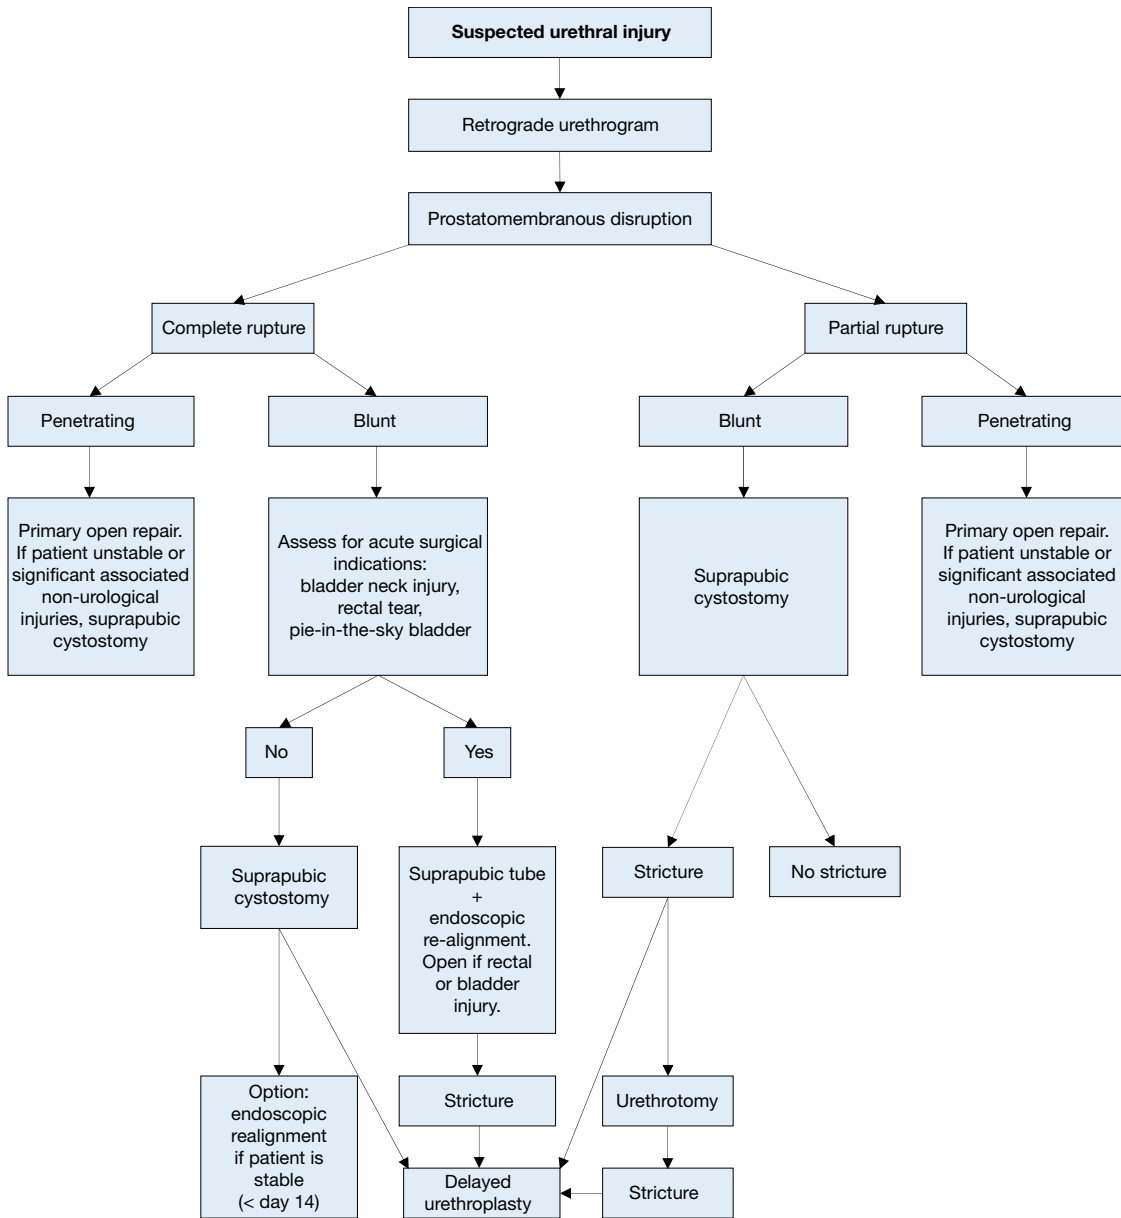 Suspected urethral injury
Retrograde urethrogram
Prostatomembranous disruption
Complete rupture
Partial rupture
Penetrating
Blunt
Blunt
Penetrating
Primary open repair.
If patient unstable or
significant associated
non-urological
injuries, suprapubic
cystostomy
Assess for acute surgical
indications:
bladder neck injury,
rectal tear,
pie-in-the-sky bladder
Suprapubic
cystostomy
Primary open repair.
If patient unstable or
significant associated
non-urological
injuries, suprapubic
cystostomy
No
Yes
Suprapubic
cystostomy
Suprapubic tube
+
endoscopic
re-alignment.
Open if rectal
or bladder
injury.
Stricture
No stricture
Option:
endoscopic
realignment
if patient is
stable
(< day 14)
Stricture
Urethrotomy
Delayed
urethroplasty
Stricture